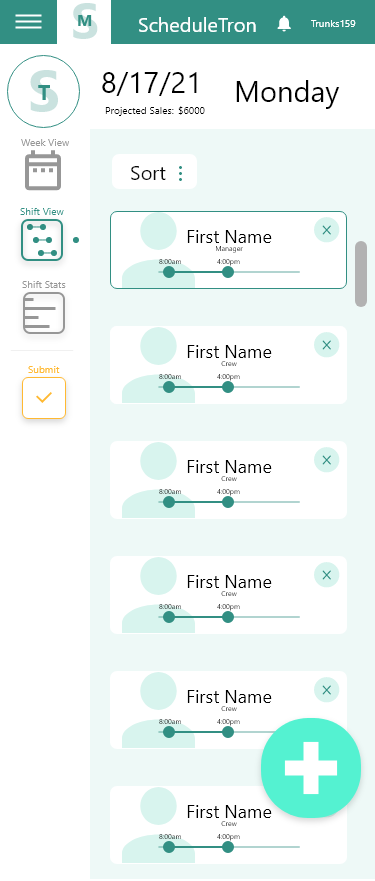 M S
ScheduleTron
Trunks159
S T
8/17/21
Monday
Projected Sales: $6000
Week View
Shift View
Shift Stats
Submit
Sort
First Name
Manager
8:00am 4:00pm
X
First Name
Crew
8:00am 4:00pm
X
First Name
Crew
8:00am 4:00pm
X
First Name
Crew
8:00am 4:00pm
X
First Name
Crew
8:00am 4:00pm
X
First Name
Crew
8:00am 4:00pm